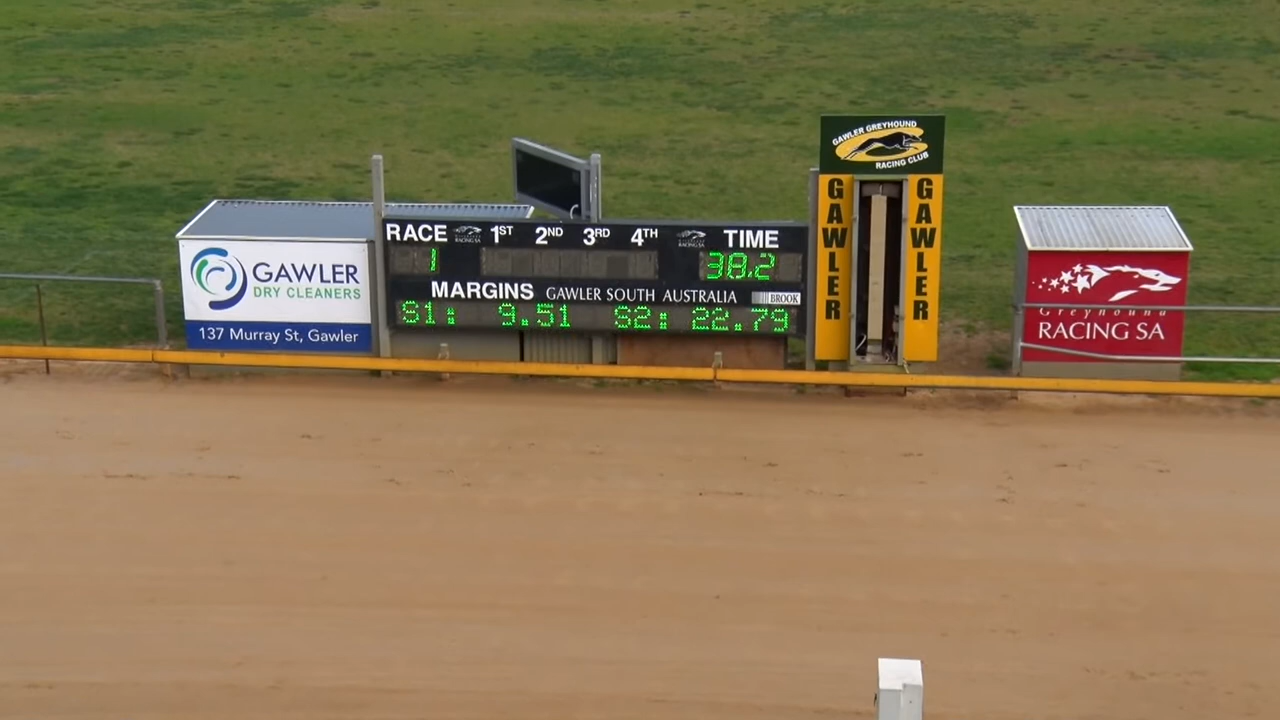 GAWLER GREYHOUND
RACING CLUB
GAWLER
GAWLER
RACE 1ST 2ND 3RD 4TH TIME
1 38.2
MARGINS GAWLER SOUTH AUSTRALIA BROOK
S1: 9.51 S2: 22.79
GAWLER
DRY CLEANERS
137 Murray St, Gawler
Greyhound
RACING SA